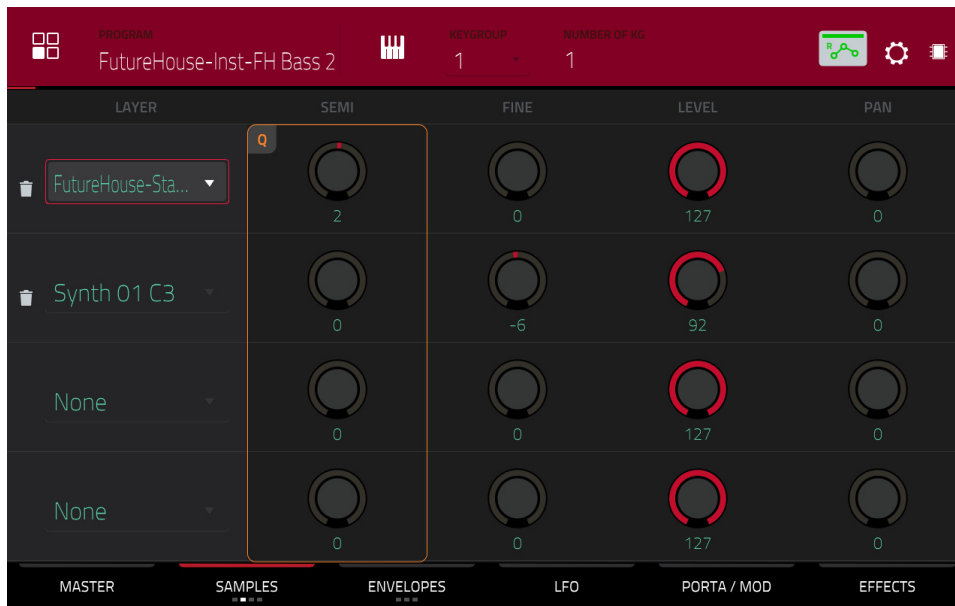 PROGRAM KEYGROUP NUMBER OF KG
FutureHouse-Inst-FH Bass 2 1 1 R
LAYER SEMI FINE LEVEL PAN
Q
FutureHouse-Sta... 2 0 127 0
Synth 01 C3 0 -6 92 0
None 0 0 127 0
None 0 0 127 0
MASTER SAMPLES ENVELOPES LFO PORTA / MOD EFFECTS